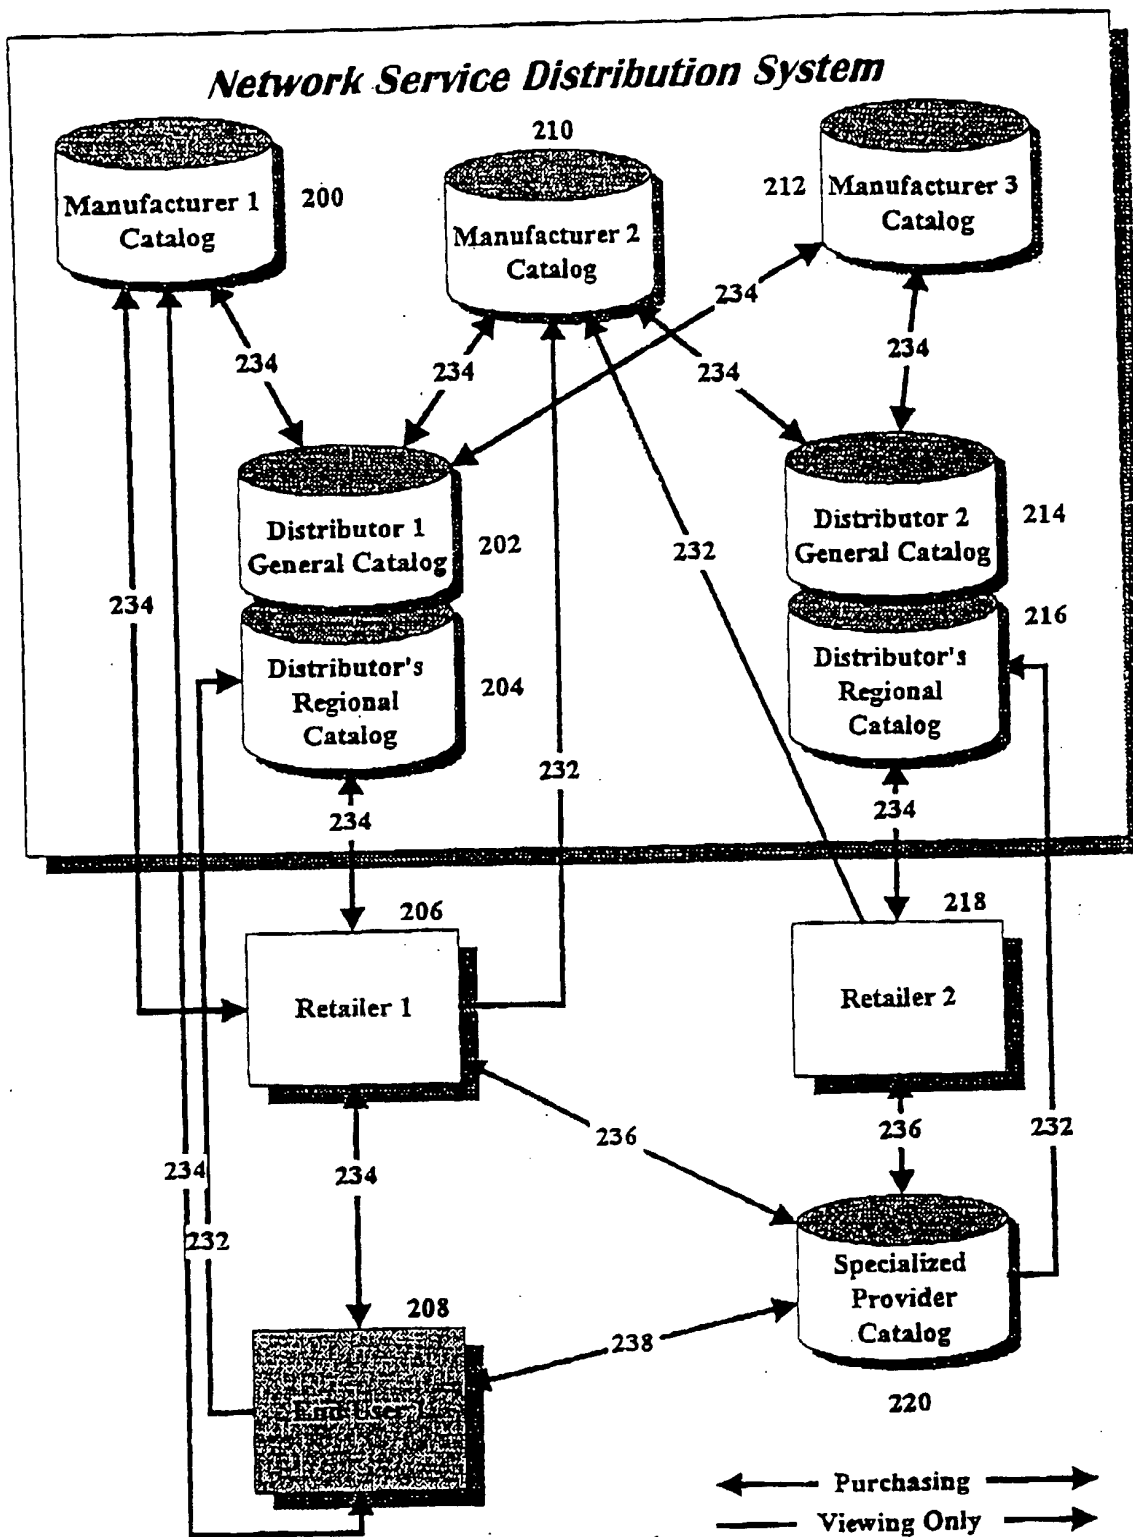 Network Service Distribution System
210
Manufacturer 1
Catalog
200
Manufacturer 2
Catalog
212
Manufacturer 3
Catalog
234
234
234
234
234
Distributor 1
General Catalog
202
232
Distributor 2
General Catalog
214
234
216
Distributor's
Regional
Catalog
204
Distributor's
Regional
Catalog
232
234
234
206
218
Retailer 1
Retailer 2
236
236
232
234
234
232
Specialized
Provider
Catalog
208
238
End User 1
220
Purchasing
Viewing Only